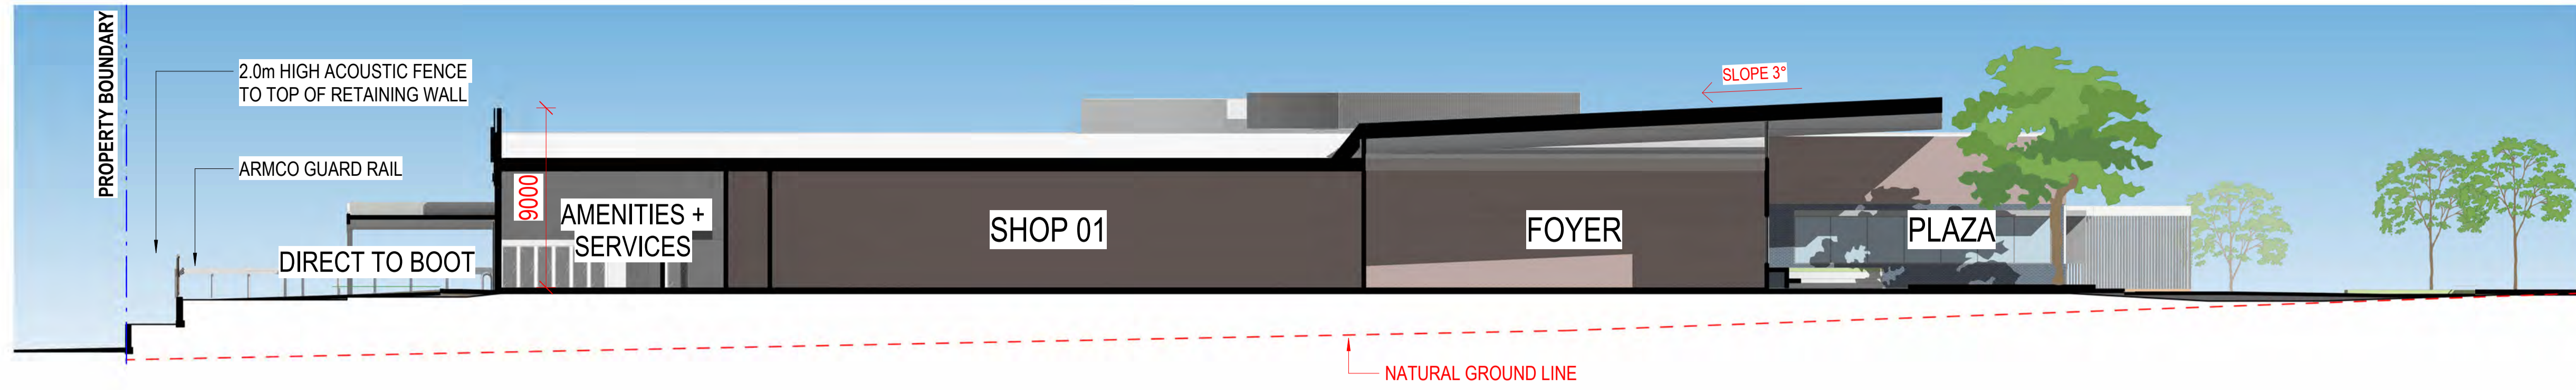 PROPERTY BOUNDARY
2.0m HIGH ACOUSTIC FENCE
TO TOP OF RETAINING WALL
ARMCO GUARD RAIL
DIRECT TO BOOT
9000
AMENITIES +
SERVICES
SHOP 01
FOYER
SLOPE 3°
PLAZA
NATURAL GROUND LINE